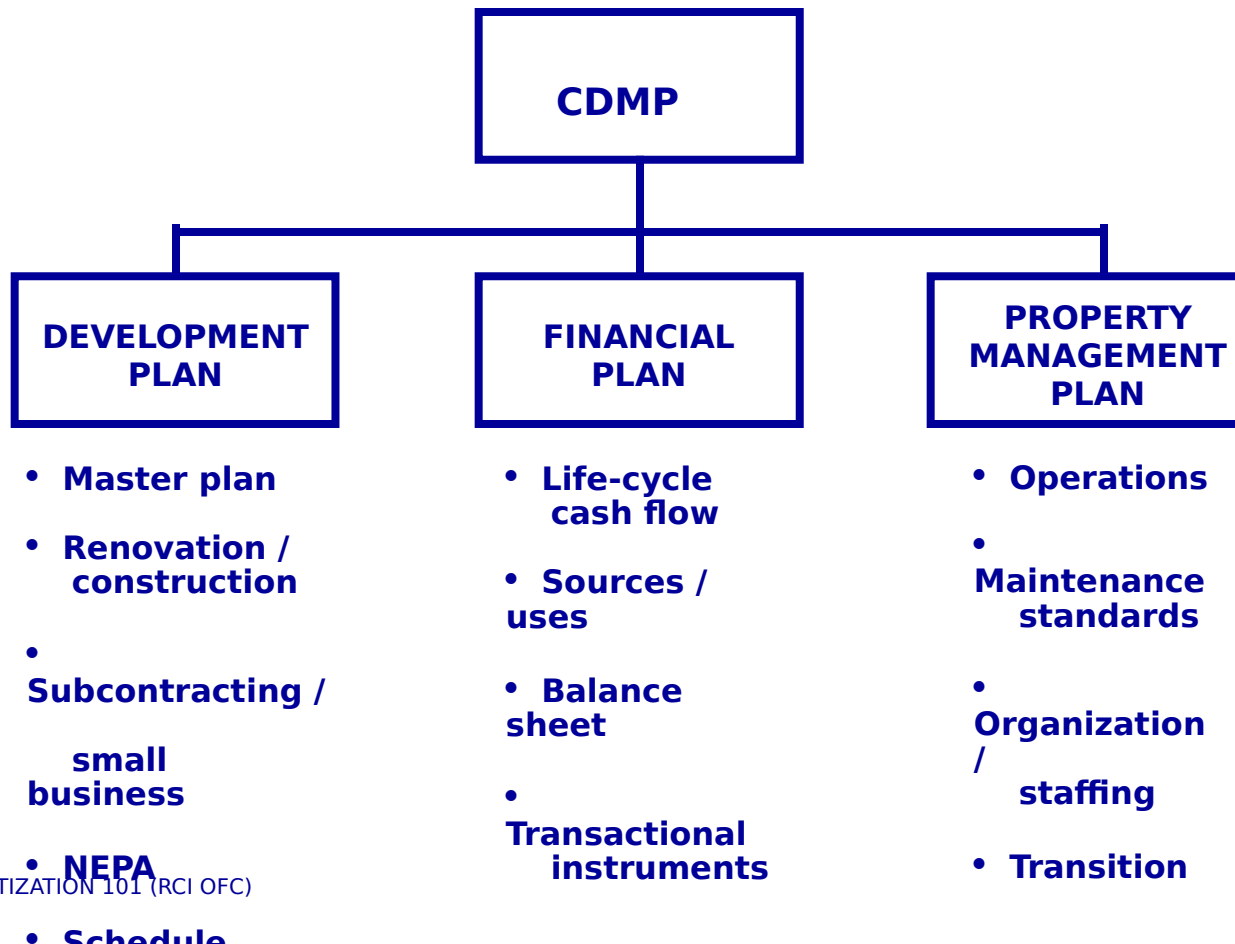 CDMP
DEVELOPMENT
PLAN
• Master plan
• Renovation /
construction
•
Subcontracting /
small
business
• NEPA
• Schedule
FINANCIAL
PLAN
• Life-cycle
cash flow
• Sources /
uses
• Balance
sheet
•
Transactional
instruments
PROPERTY
MANAGEMENT
PLAN
• Operations
•
Maintenance
standards
•
Organization
/
staffing
• Transition
TIZATION 101 (RCI OFC)